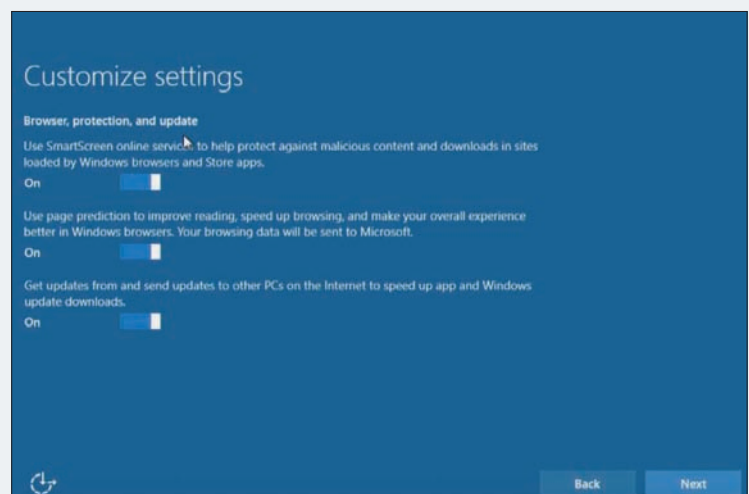 Customize settings
Browser, protection, and update
Use SmartScreen online services to help protect against malicious content and downloads in sites
loaded by Windows browsers and Store apps.
On
Use page prediction to improve reading, speed up browsing, and make your overall experience
better in Windows browsers. Your browsing data will be sent to Microsoft.
On
Get updates from and send updates to other PCs on the Internet to speed up app and Windows
update downloads.
On
Back Next